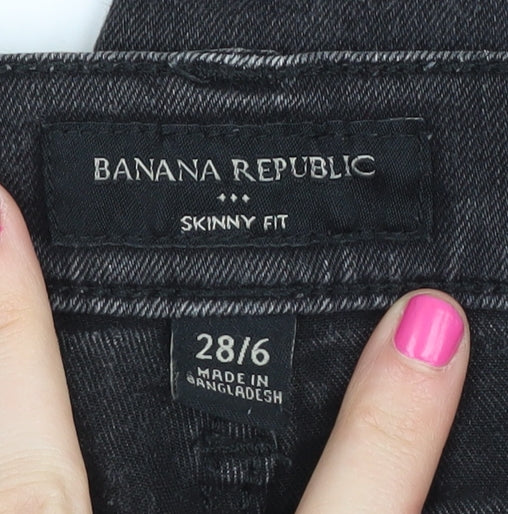 BANANA REPUBLIC
SKINNY FIT
28/6
MADE IN
BANGLADESH